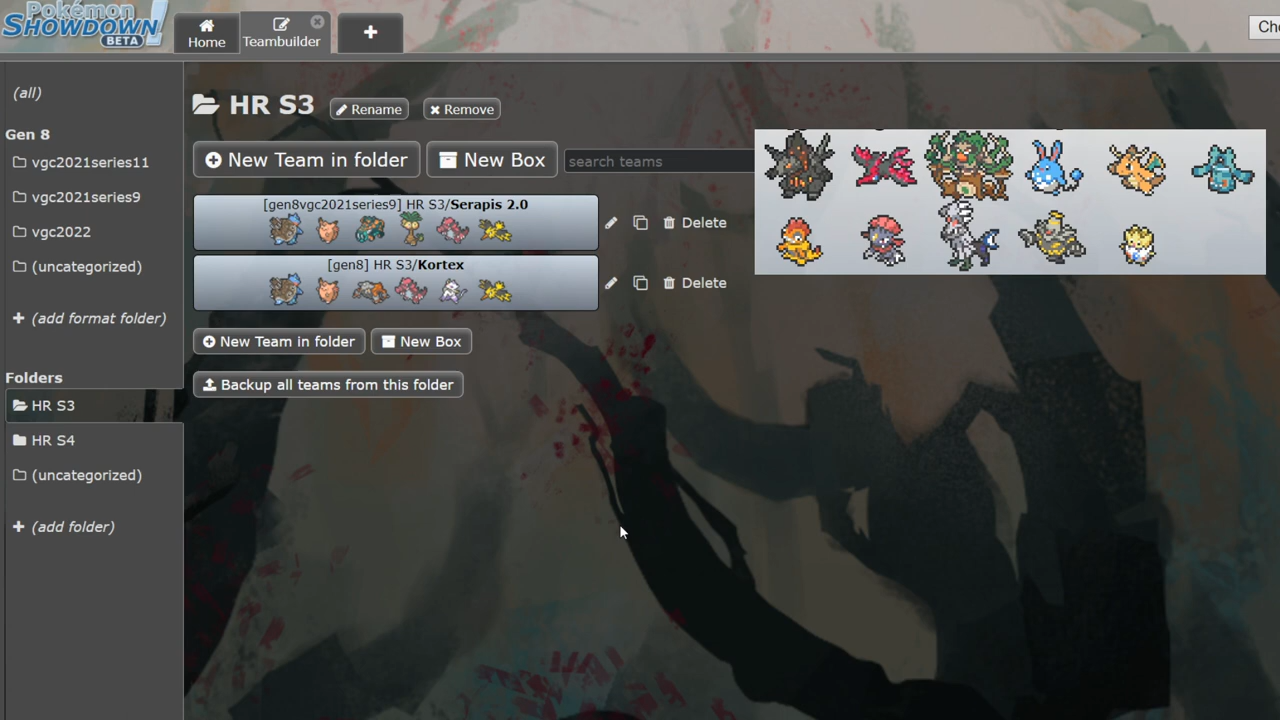 Pokémon
SHOWDOWN!
BETA
Home
Teambuilder
(all)
Gen 8
vgc2021series11
vgc2021series9
vgc2022
(uncategorized)
(add format folder)
Folders
HR S3
HR S4
(uncategorized)
(add folder)
HR S3
Rename
Remove
New Team in folder
New Box
search teams
[gen8vgc2021series9] HR S3/Serapis 2.0
Delete
[gen8] HR S3/Kortex
Delete
New Team in folder
New Box
Backup all teams from this folder